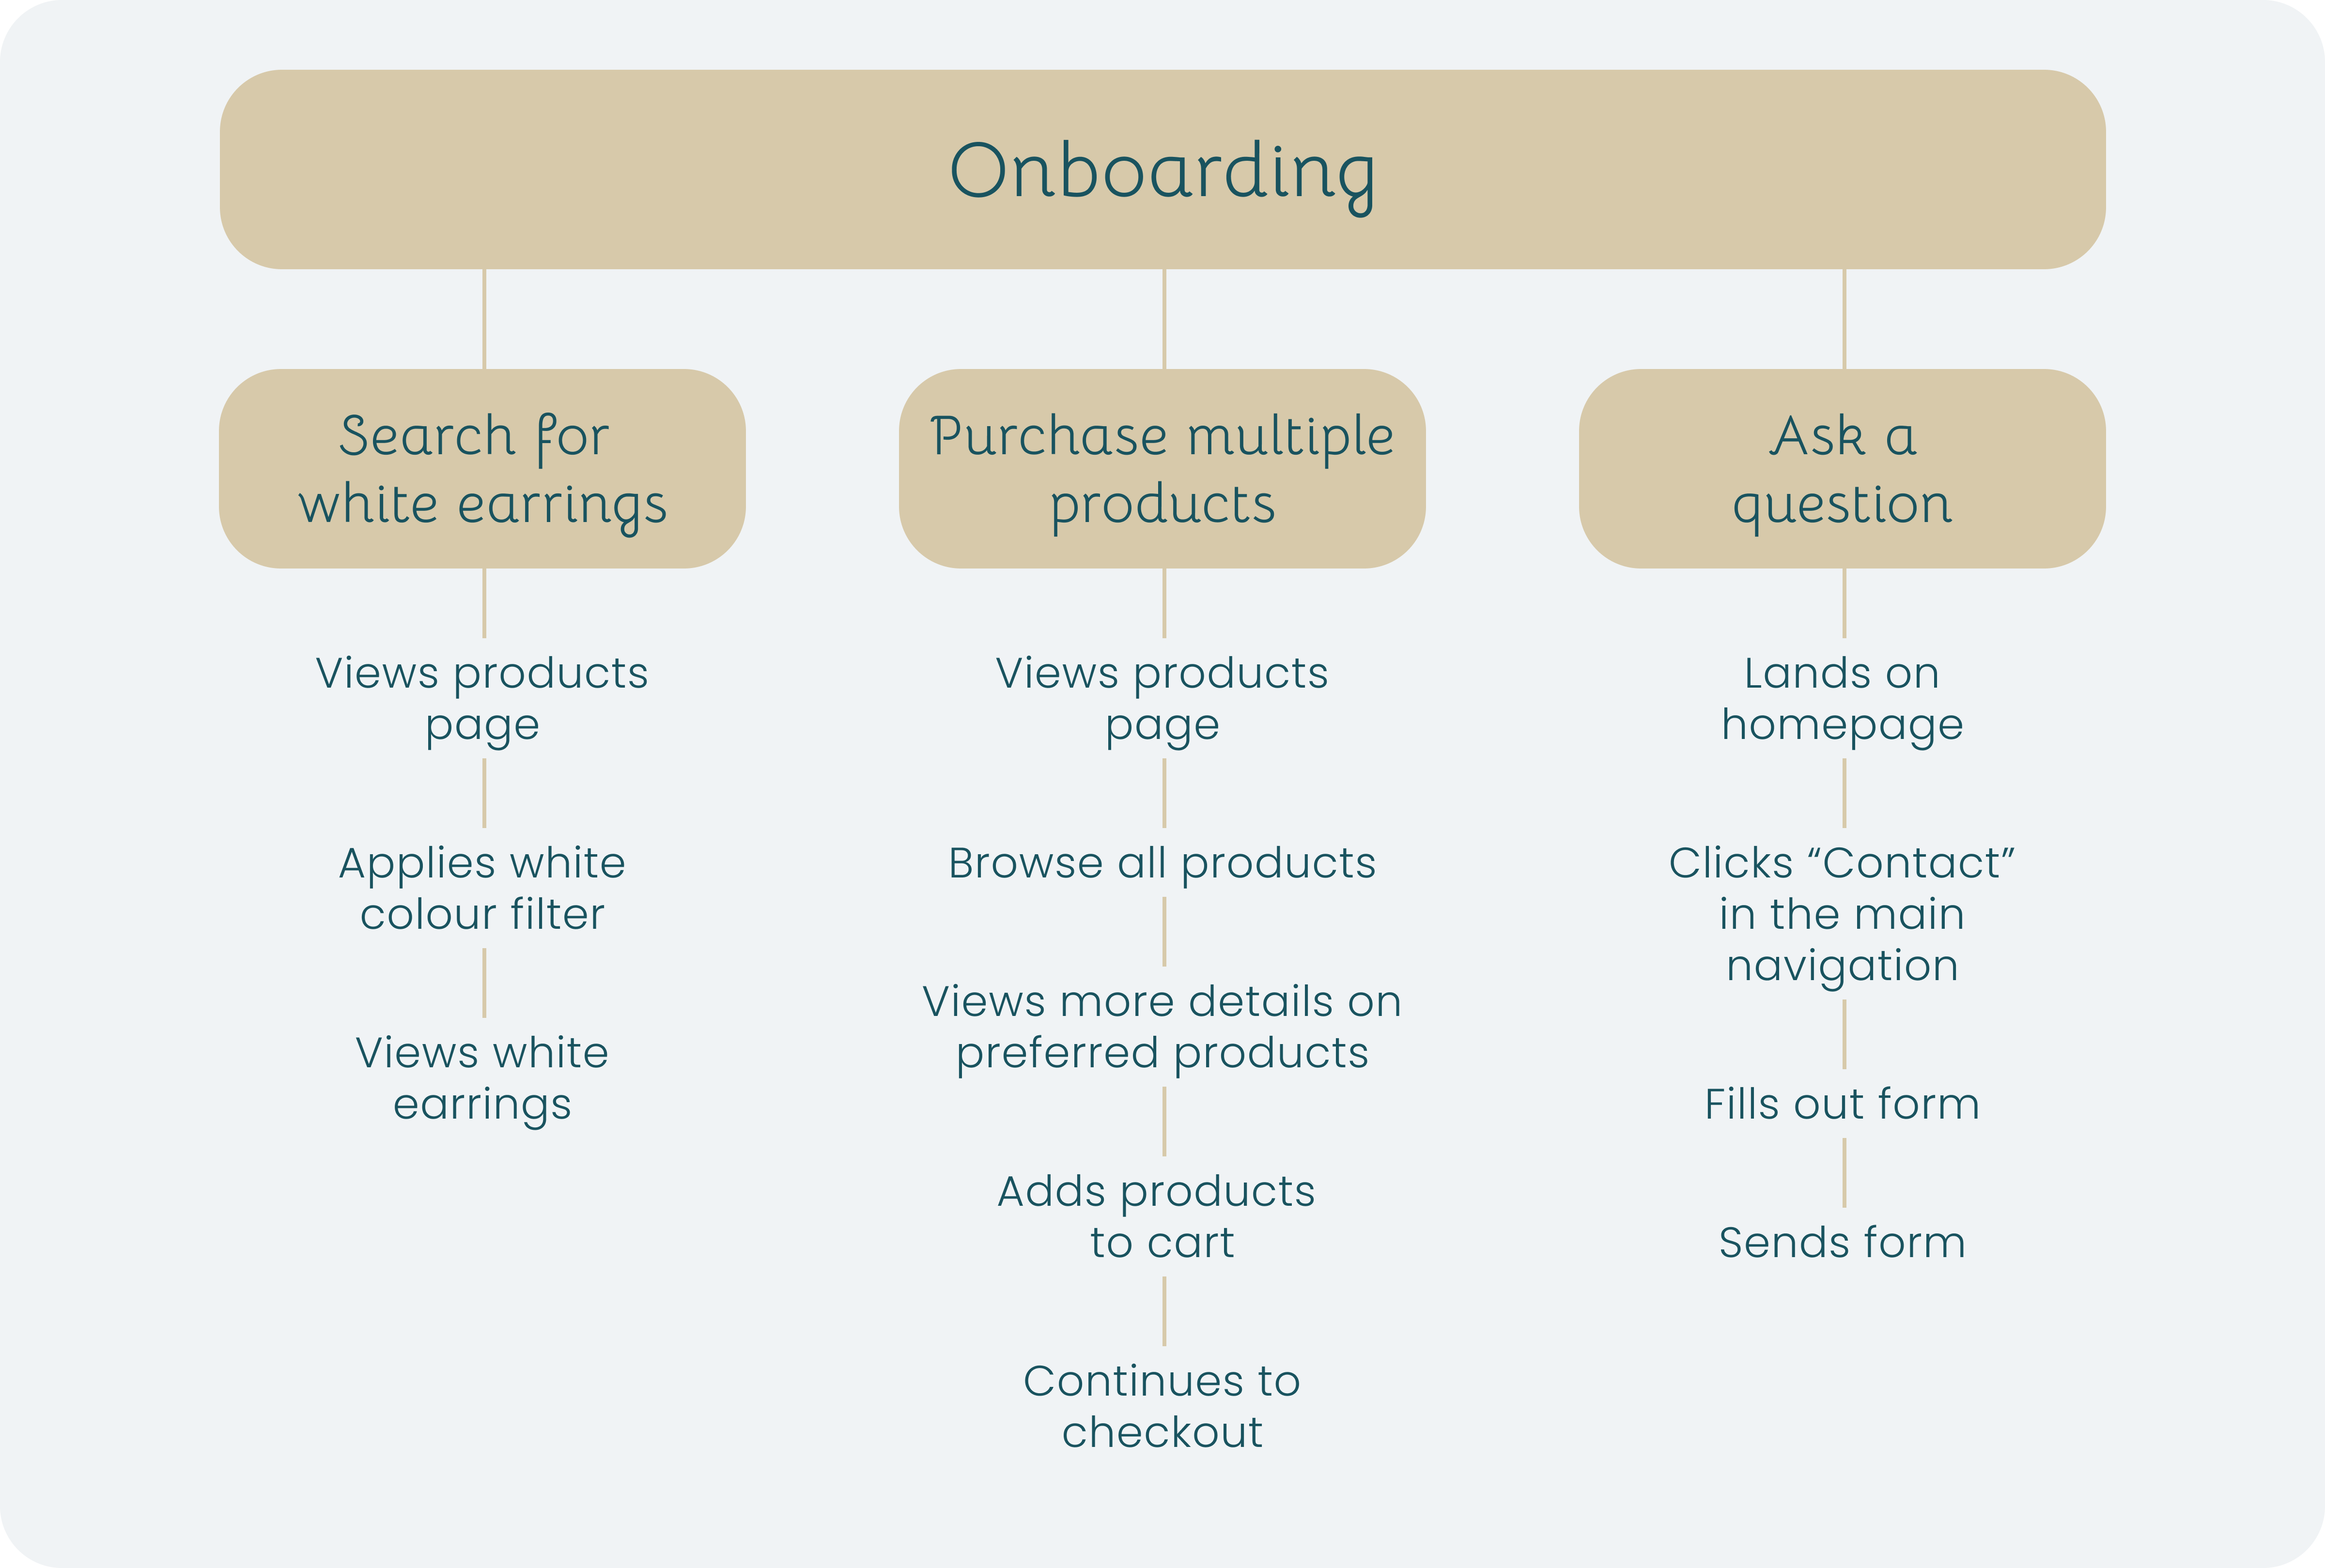 Onboarding
Search for
white earrings
Purchase multiple
products
Ask a
question
Views products
page
Applies white
colour filter
Views white
earrings
Views products
page
Browse all products
Views more details on
preferred products
Adds products
to cart
Continues to
checkout
Lands on
homepage
Clicks “Contact”
in the main
navigation
Fills out form
Sends form